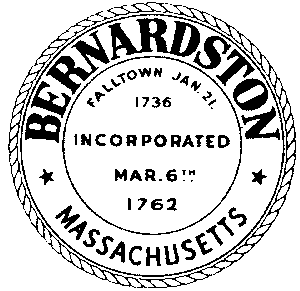 BERNARDSTON
FALLTOWN JAN. 21.
1736
INCORPORATED
MAR. 6TH
1762
MASSACHUSETTS